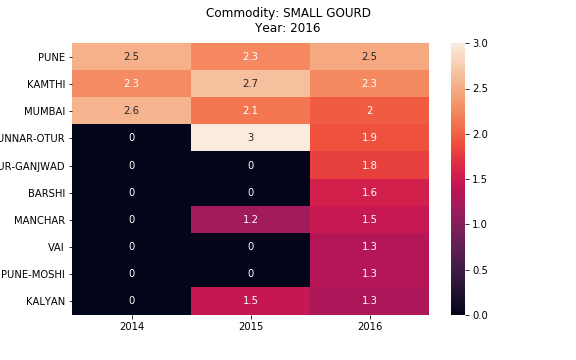 Commodity: SMALL GOURD
Year: 2016
PUNE 2.5 2.3 2.5
KAMTHI 2.3 2.7 2.3
MUMBAI 2.6 2.1 2
UNNAR-OTUR 0 3 1.9
UR-GANJWAD 0 0 1.8
BARSHI 0 0 1.6
MANCHAR 0 1.2 1.5
VAI 0 0 1.3
PUNE-MOSHI 0 0 1.3
KALYAN 0 1.5 1.3
2014 2015 2016
3.0
2.5
2.0
1.5
1.0
0.5
0.0